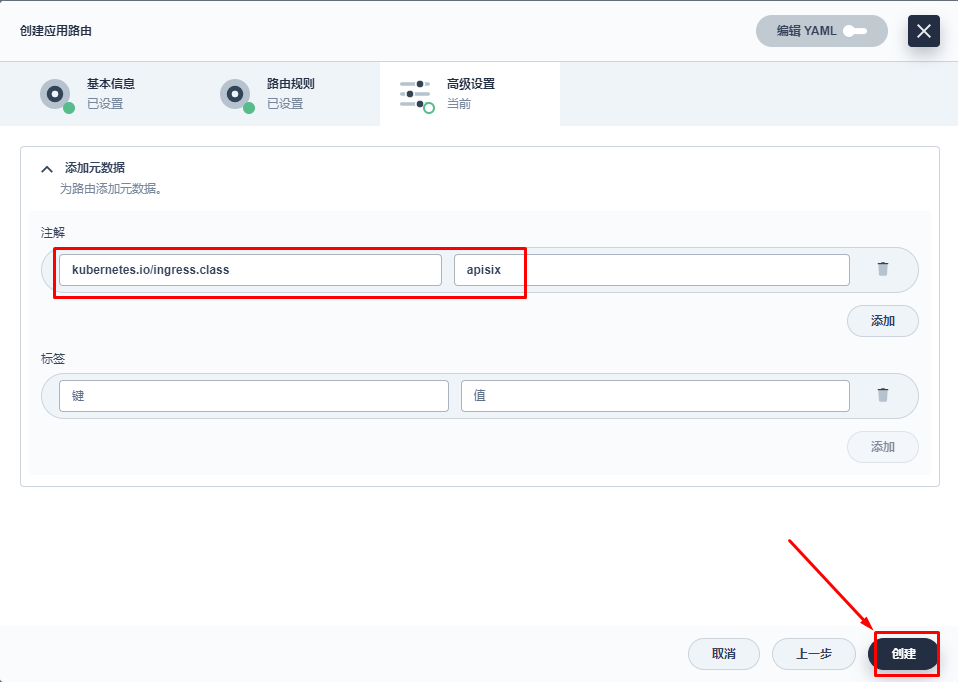 创建应用路由
编辑 YAML
基本信息
已设置
路由规则
已设置
高级设置
当前
添加元数据
为路由添加元数据。
注解
kubernetes.io/ingress.class
apisix
添加
标签
键
值
添加
取消
上一步
创建